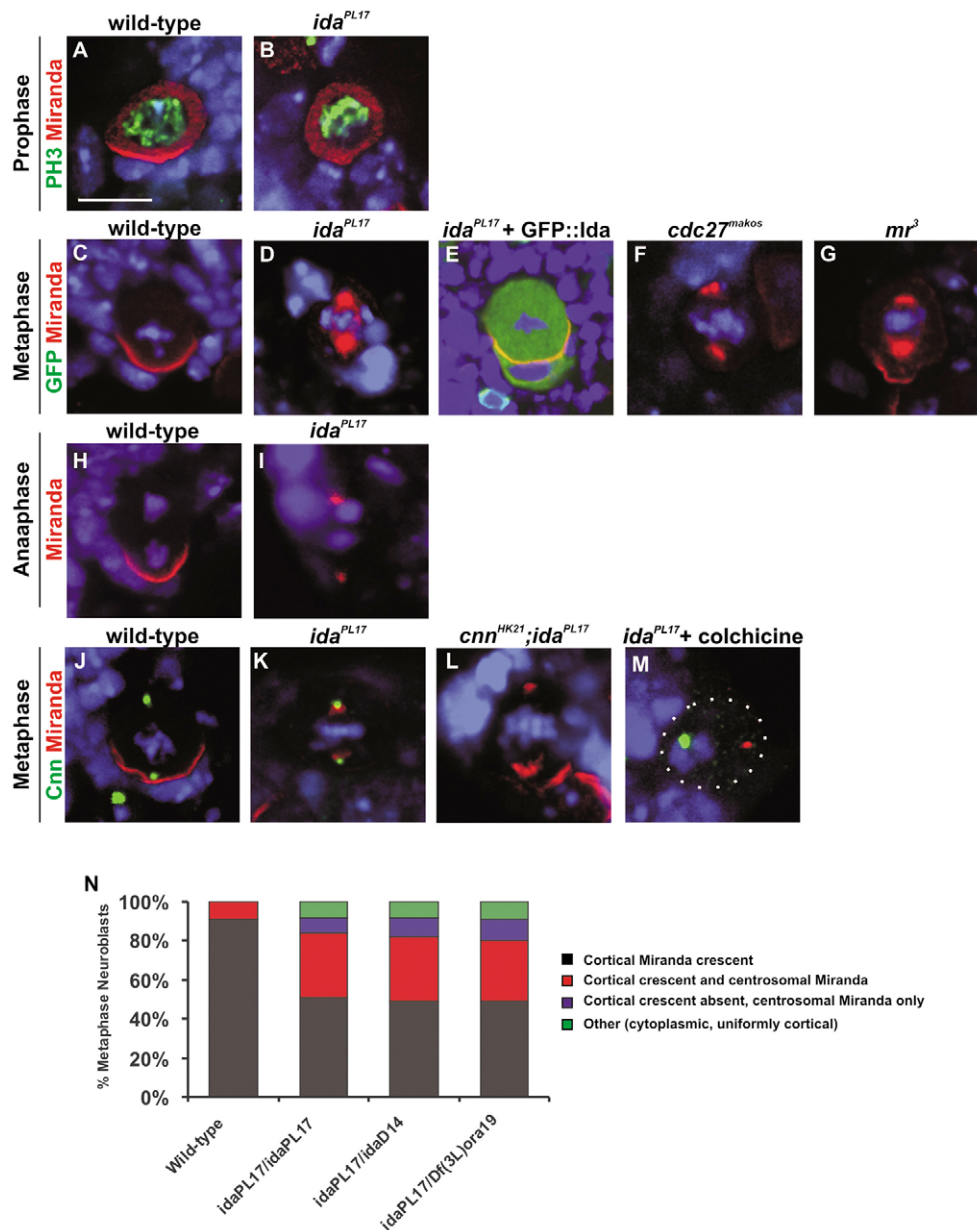 wild-type
ida^PL17
Prophase
PH3 Miranda
A
B
wild-type
ida^PL17
ida^PL17 + GFP::Ida
cdc27^makos
mr^3
Metaphase
GFP Miranda
C
D
E
F
G
wild-type
ida^PL17
Anaaphase
Miranda
H
I
wild-type
ida^PL17
cnn^HK21;ida^PL17
ida^PL17+ colchicine
Metaphase
Cnn Miranda
J
K
L
M
N
% Metaphase Neuroblasts
100%
80%
60%
40%
20%
0%
Wild-type
idaPL17/idaPL17
idaPL17/idaD14
idaPL17/Df(3L)ora19
Cortical Miranda crescent
Cortical crescent and centrosomal Miranda
Cortical crescent absent, centrosomal Miranda only
Other (cytoplasmic, uniformly cortical)